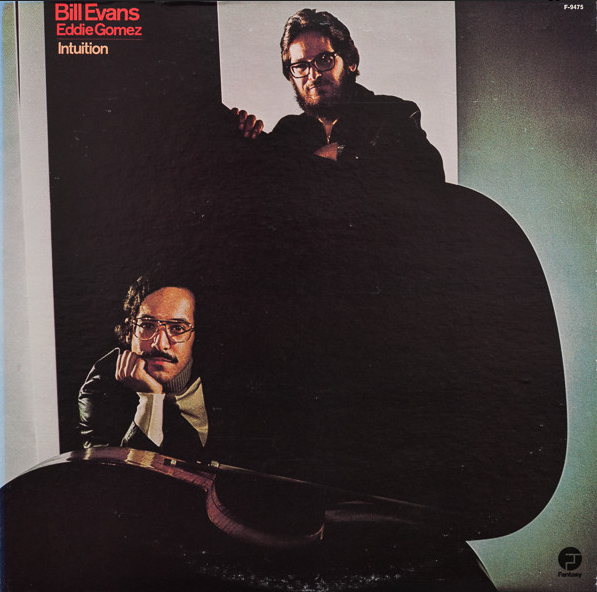 Bill Evans
Eddie Gomez
Intuition
F-9475
Fantasy